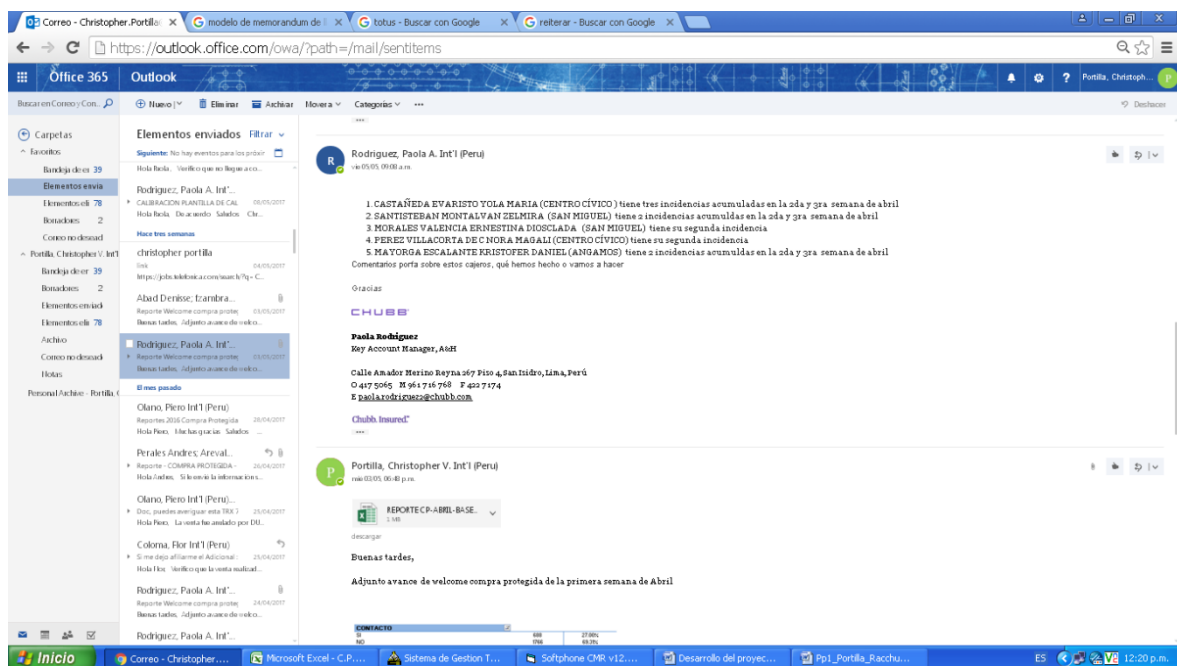 Correo - Christopher.Portilla
modelo de memorandum de l
totus - Buscar con Google
reiterar - Buscar con Google
https://outlook.office.com/owa/?path=/mail/sentitems
Office 365
Outlook
Portilla, Christoph...
P
Buscar en Correo y Con...
Nuevo
Eliminar
Archivar
Mover a
Categorías
Deshacer
Carpetas
Favoritos
Bandeja de er 39
Elementos envia
Elementos eli 78
Borradores 2
Correo no desead
Portilla, Christopher V. Int'l
Bandeja de er 39
Borradores 2
Elementos enviad
Elementos eli 78
Archivo
Correo no desead
Notas
Personal Archive - Portilla, C
Elementos enviados
Filtrar
Siguiente: No hay eventos para los próxir
Hola Paola, Verifico que no llegue a co...
Rodriguez, Paola A. Int'...
CALIBRACION PLANTILLA DE CAL 08/05/2017
Hola Paola, De acuerdo Saludos Chr...
Hace tres semanas
christopher portilla
link 04/05/2017
https://jobs.telefonica.com/search/?q=C...
Abad Denisse; fzambra...
Reporte Welcome compra protec 03/05/2017
Buenas tardes, Adjunto avance de welco...
Rodriguez, Paola A. Int'...
Reporte Welcome compra protec 03/05/2017
Buenas tardes, Adjunto avance de welco...
El mes pasado
Olano, Piero Int'l (Peru)
Reportes 2016 Compra Protegida 28/04/2017
Hola Piero, Muchas gracias Saludos ...
Perales Andres; Areval...
Reporte - COMPRA PROTEGIDA - 26/04/2017
Hola Andres, Si le envie la informacion s...
Olano, Piero Int'l (Peru)...
Doc, puedes averiguar esta TRX ? 25/04/2017
Hola Piero, La venta fue anulado por DU...
Coloma, Flor Int'l (Peru)
Si me dejo afiliarme el Adicional : 25/04/2017
Hola Flor, Verifico que la venta realizad...
Rodriguez, Paola A. Int'...
Reporte Welcome compra protec 24/04/2017
Buenas tardes, Adjunto avance de welco...
Rodriguez, Paola A. Int'...
R
Rodriguez, Paola A. Int'l (Peru)
vie 05/05, 09:08 a.m.
1. CASTAÑEDA EVARISTO YOLA MARIA (CENTRO CÍVICO ) tiene tres incidencias acumuladas en la 2da y 3ra semana de abril
2. SANTISTEBAN MONTALVAN ZELMIRA (SAN MIGUEL) tiene 2 incidencias acumuldas en la 2da y 3ra semana de abril
3. MORALES VALENCIA ERNESTINA DIOSCLADA (SAN MIGUEL) tiene su segunda incidencia
4. PEREZ VILLACORTA DE C NORA MAGALI (CENTRO CÍVICO) tiene su segunda incidencia
5. MAYORGA ESCALANTE KRISTOFER DANIEL (ANGAMOS) tiene 2 incidencias acumuldas en la 2da y 3ra semana de abril
Comentarios porfa sobre estos cajeros, qué hemos hecho o vamos a hacer
Gracias
CHUBB
Paola Rodríguez
Key Account Manager, A&H
Calle Amador Merino Reyna 267 Piso 4, San Isidro, Lima, Perú
O 417 5065 M 961 716 768 F 422 7174
E paola.rodriguez2@chubb.com
Chubb. Insured.
P
Portilla, Christopher V. Int'l (Peru)
mié 03/05, 06:48 p.m.
REPORTE CP-ABRIL-BASE..
1 MB
descargar
Buenas tardes,
Adjunto avance de welcome compra protegida de la primera semana de Abril
CONTACTO
SI
NO
Inicio
Correo - Christopher....
Microsoft Excel - C.P....
Sistema de Gestion T...
Softphone CMR v12....
Desarrollo del proyec...
Pp1_Portilla_Racchu...
ES
12:20 p.m.